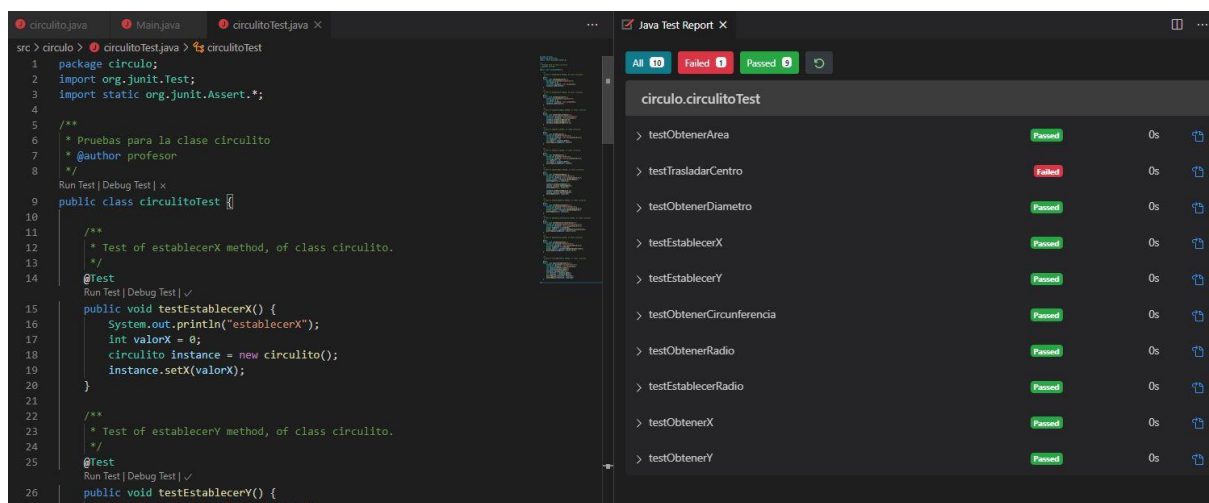 circulito.java Main.java circulitoTest.java
src > circulo > circulitoTest.java > circulitoTest
1 package circulo;
2 import org.junit.Test;
3 import static org.junit.Assert.*;
4
5 /**
6 * Pruebas para la clase circulito
7 * @author profesor
8 */
Run Test | Debug Test | ×
9 public class circulitoTest {
10
11 /**
12 * Test of establecerX method, of class circulito.
13 */
14 @Test
Run Test | Debug Test | ✓
15 public void testEstablecerX() {
16 System.out.println("establecerX");
17 int valorX = 0;
18 circulito instance = new circulito();
19 instance.setX(valorX);
20 }
21
22 /**
23 * Test of establecerY method, of class circulito.
24 */
25 @Test
Run Test | Debug Test | ✓
26 public void testEstablecerY() {
Java Test Report
All 10 Failed 1 Passed 9
circulo.circulitoTest
testObtenerArea Passed 0s
testTrasladarCentro Failed 0s
testObtenerDiametro Passed 0s
testEstablecerX Passed 0s
testEstablecerY Passed 0s
testObtenerCircunferencia Passed 0s
testObtenerRadio Passed 0s
testEstablecerRadio Passed 0s
testObtenerX Passed 0s
testObtenerY Passed 0s